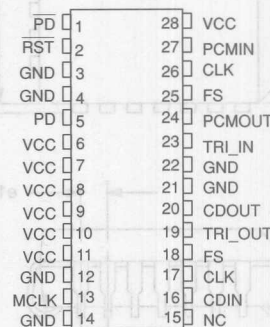 PD 1 28 VCC
RST 2 27 PCMIN
GND 3 26 CLK
GND 4 25 FS
PD 5 24 PCMOUT
VCC 6 23 TRI_IN
VCC 7 22 GND
VCC 8 21 GND
VCC 9 20 CDOUT
VCC 10 19 TRI_OUT
VCC 11 18 FS
GND 12 17 CLK
MCLK 13 16 CDIN
GND 14 15 NC